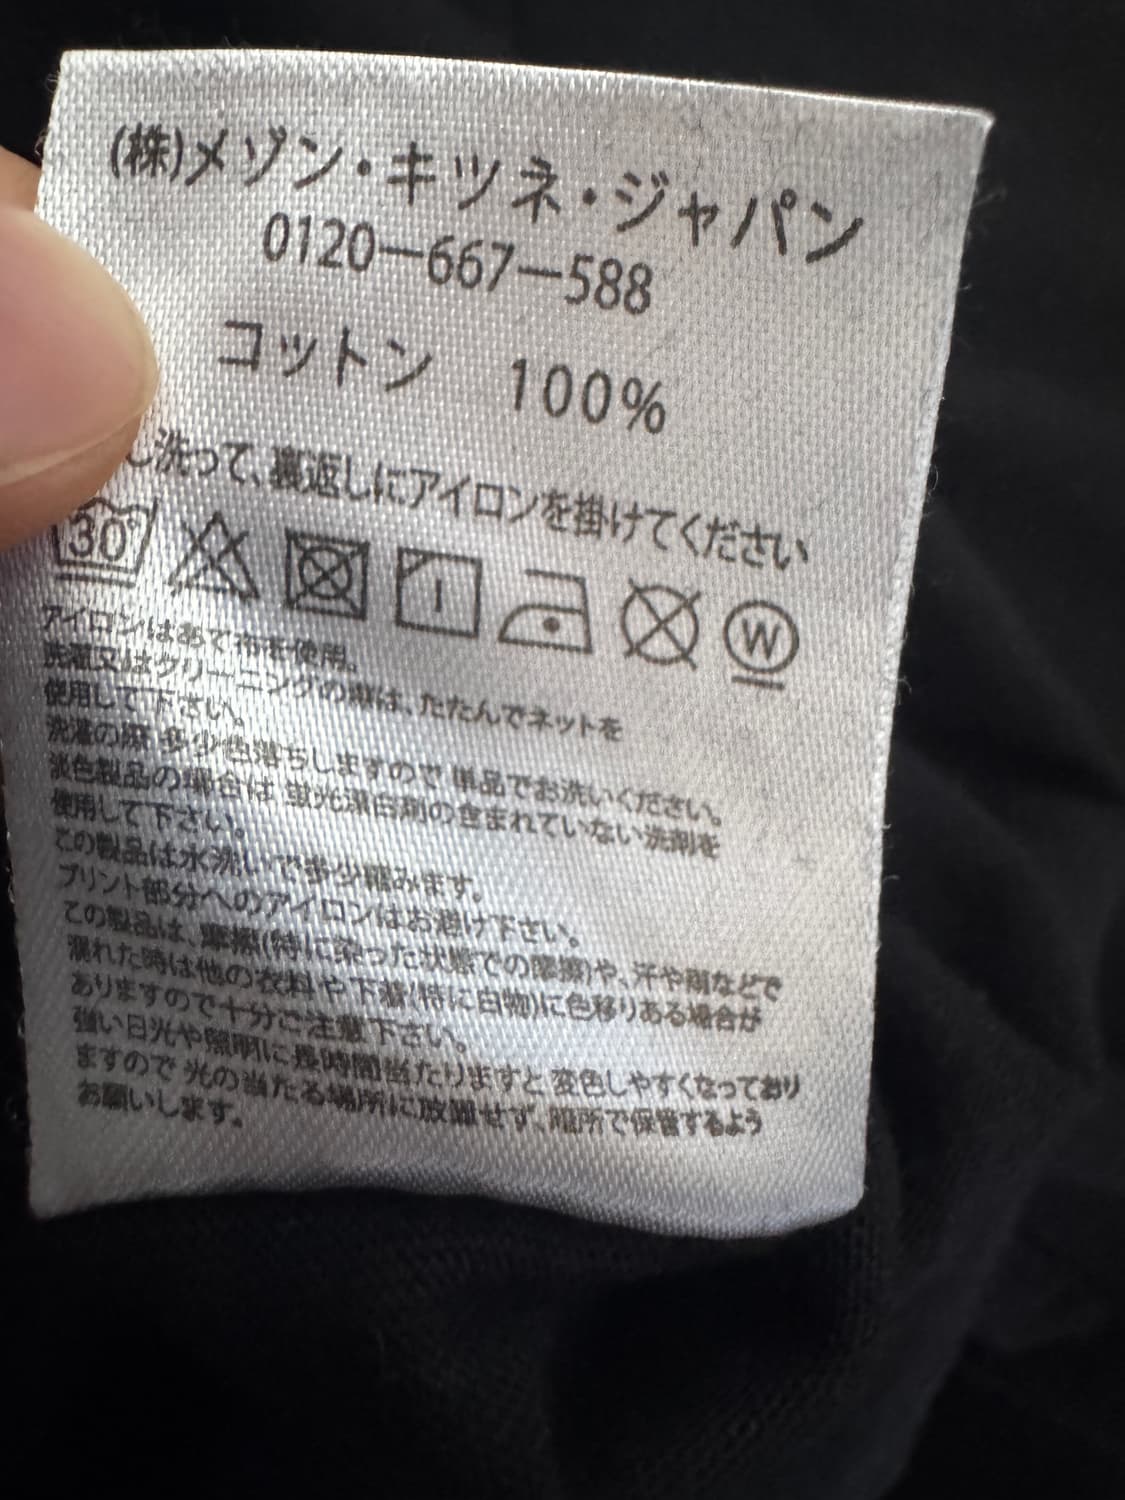 (株)メゾン・キツネ・ジャパン
0120-667-588
コットン 100%
し洗って、裏返しにアイロンを掛けてください
30° W
アイロンはあて布を使用。
洗濯又はクリーニングの際は、たたんでネットを
使用して下さい。
洗濯の際 多少色落ちしますので 単品でお洗いください。
淡色製品の場合は 蛍光漂白剤の含まれていない洗剤を
使用して下さい。
この製品は水洗いで多少縮みます。
プリント部分へのアイロンはお避け下さい。
この製品は、摩擦(特に湿った状態での摩擦)や、汗や雨などで
濡れた時は他の衣料や下着(特に白物)に色移りある場合が
ありますので十分ご注意下さい。
強い日光や照明に長時間当たりますと 変色しやすくなっており
ますので 光の当たる場所に放置せず、暗所で保管するよう
お願いします。